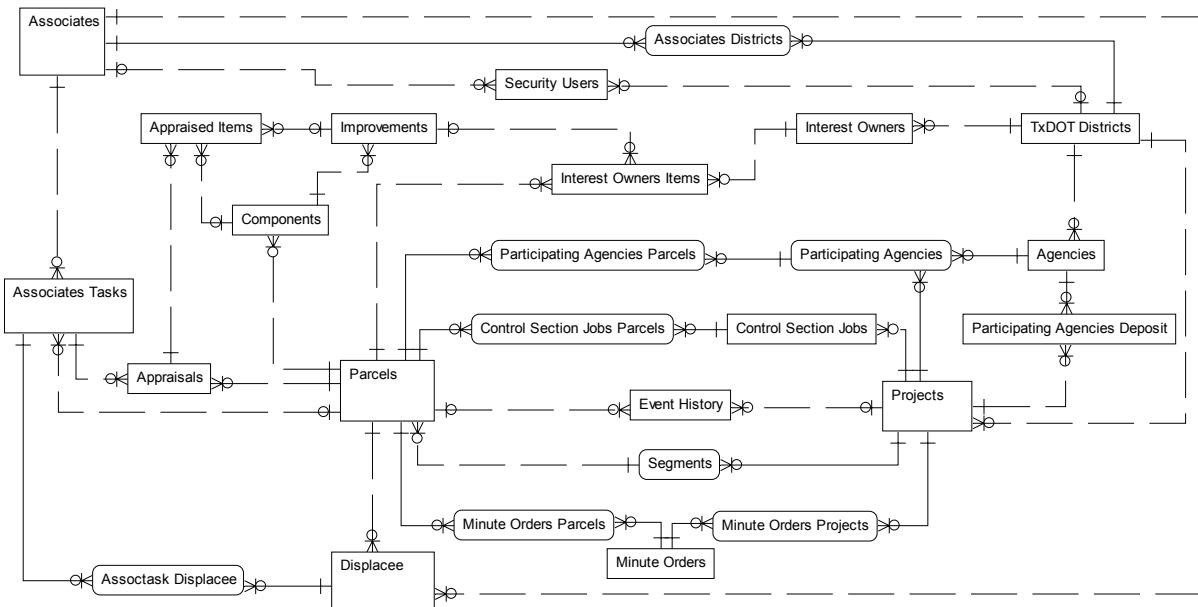 Associates
Associates Districts
Security Users
Appraised Items
Improvements
Interest Owners
TxDOT Districts
Interest Owners Items
Components
Participating Agencies Parcels
Participating Agencies
Agencies
Associates Tasks
Control Section Jobs Parcels
Control Section Jobs
Participating Agencies Deposit
Parcels
Appraisals
Projects
Event History
Segments
Minute Orders Parcels
Minute Orders Projects
Minute Orders
Displacee
Assoctask Displacee